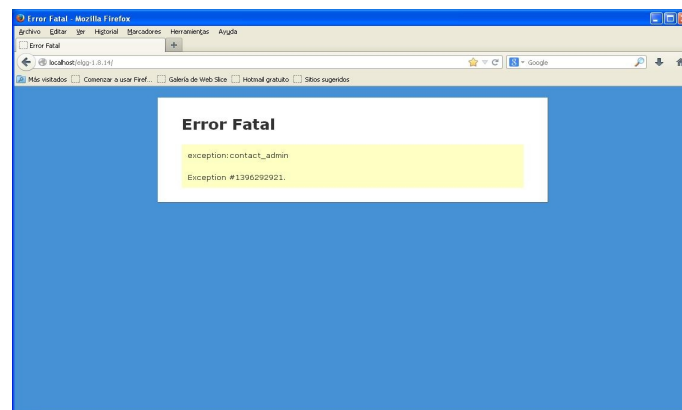 Error Fatal - Mozilla Firefox
Archivo Editar Ver Historial Marcadores Herramientas Ayuda
Error Fatal
localhost/elgg-1.8.14/
Google
Más visitados Comenzar a usar Firef... Galería de Web Slice Hotmail gratuito Sitios sugeridos
Error Fatal
exception:contact_admin
Exception #1396292921.